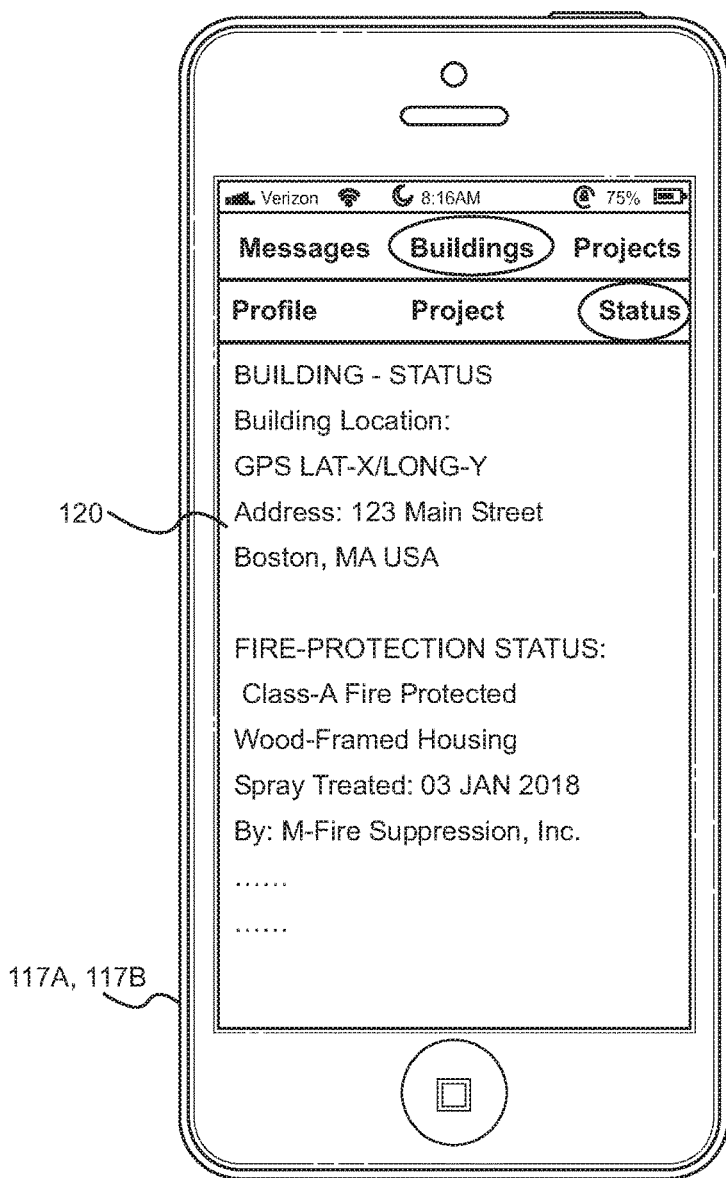 Verizon 8:16AM 75%
Messages Buildings Projects
Profile Project Status
BUILDING - STATUS
Building Location:
GPS LAT-X/LONG-Y
120
Address: 123 Main Street
Boston, MA USA
FIRE-PROTECTION STATUS:
Class-A Fire Protected
Wood-Framed Housing
Spray Treated: 03 JAN 2018
By: M-Fire Suppression, Inc.
......
......
117A, 117B